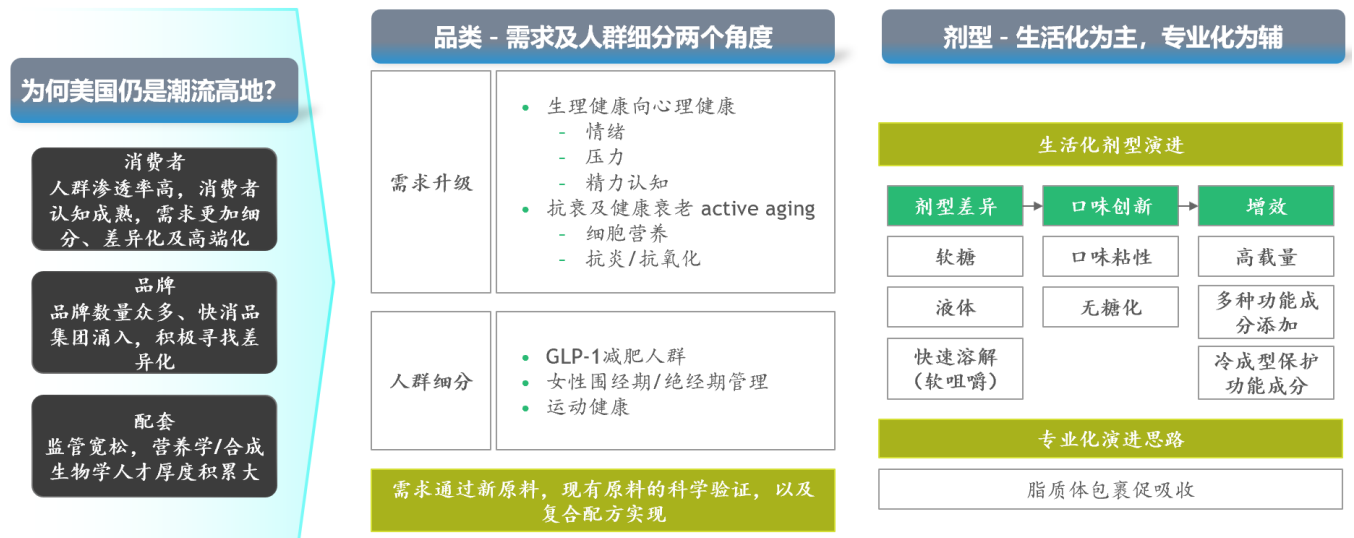 为何美国仍是潮流高地?
消费者
人群渗透率高，消费者
认知成熟，需求更加细
分、差异化及高端化
品牌
品牌数量众多、快消品
集团涌入，积极寻找差
异化
配套
监管宽松，营养学/合成
生物学人才厚度积累大
品类 - 需求及人群细分两个角度
需求升级
• 生理健康向心理健康
- 情绪
- 压力
- 精力认知
• 抗衰及健康衰老 active aging
- 细胞营养
- 抗炎/抗氧化
人群细分
• GLP-1减肥人群
• 女性围经期/绝经期管理
• 运动健康
需求通过新原料，现有原料的科学验证，以及
复合配方实现
剂型 - 生活化为主，专业化为辅
生活化剂型演进
剂型差异
口味创新
增效
软糖
口味粘性
高载量
液体
无糖化
多种功能成
分添加
快速溶解
（软咀嚼）
冷成型保护
功能成分
专业化演进思路
脂质体包裹促吸收